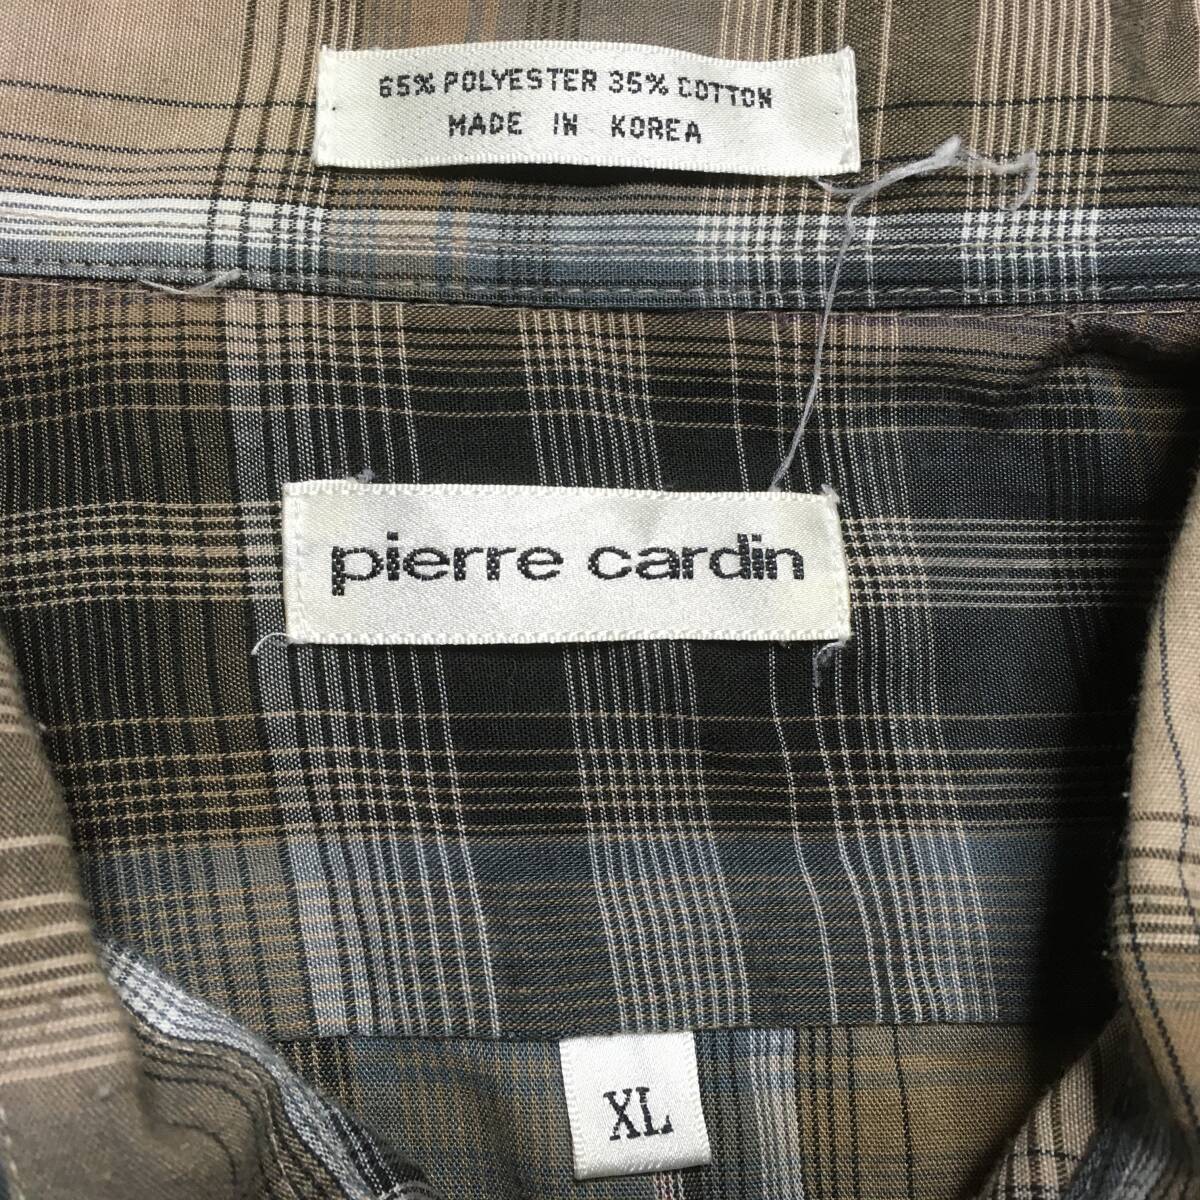 65% POLYESTER 35% COTTON
MADE IN KOREA
pierre cardin
XL